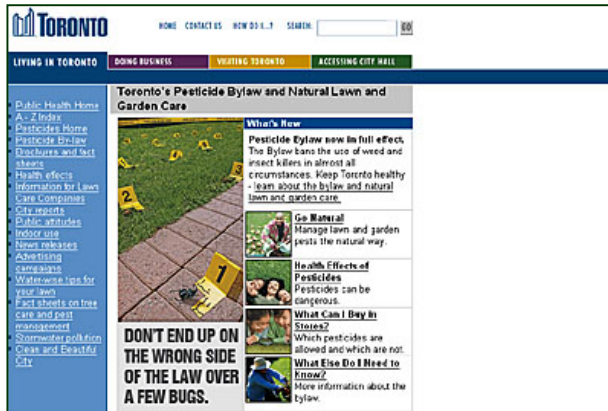 TORONTO
HOME CONTACT US HOW DO I...? SEARCH: GO
LIVING IN TORONTO DOING BUSINESS VISITING TORONTO ACCESSING CITY HALL
Public Health Home
A - Z Index
Pesticides Home
Pesticide By-law
Brochures and fact
sheets
Health effects
Information for Lawn
Care Companies
City reports
Public attitudes
Indoor use
News releases
Advertising
campaigns
Water-wise tips for
your lawn
Fact sheets on tree
care and pest
management
Stormwater pollution
Clean and Beautiful
City
Toronto's Pesticide Bylaw and Natural Lawn and
Garden Care
1
2
3
DON'T END UP ON
THE WRONG SIDE
OF THE LAW OVER
A FEW BUGS.
What's New
Pesticide Bylaw now in full effect.
The Bylaw bans the use of weed and
insect killers in almost all
circumstances. Keep Toronto healthy
- learn about the bylaw and natural
lawn and garden care.
Go Natural
Manage lawn and garden
pests the natural way.
Health Effects of
Pesticides
Pesticides can be
dangerous.
What Can I Buy in
Stores?
Which pesticides are
allowed and which are not.
What Else Do I Need to
Know?
More information about the
bylaw.